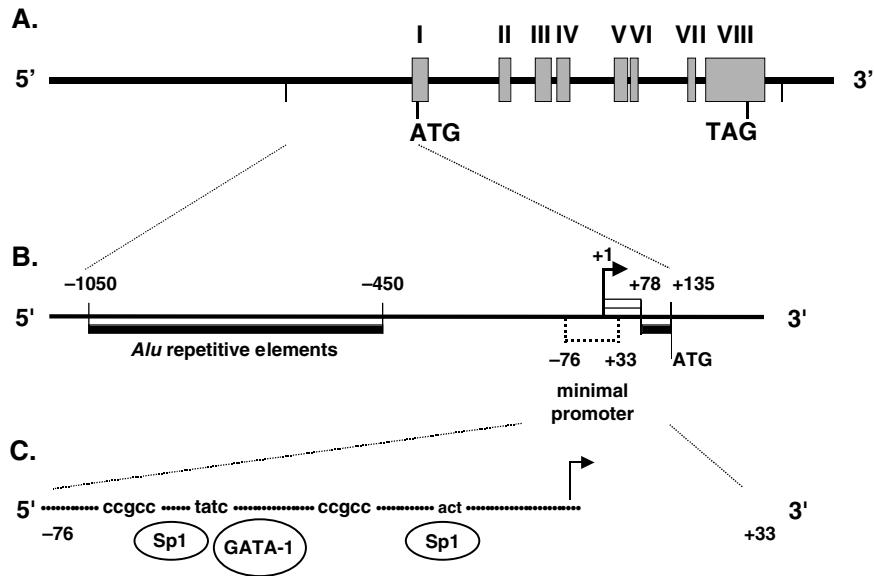 A.
I II III IV V VI VII VIII
5’ 3’
ATG TAG
B.
+1
–1050 –450 +78 +135
5' 3'
Alu repetitive elements
–76 +33 ATG
minimal
promoter
C.
5' ccgcc tatc ccgcc act 3'
–76 Sp1 GATA-1 Sp1 +33